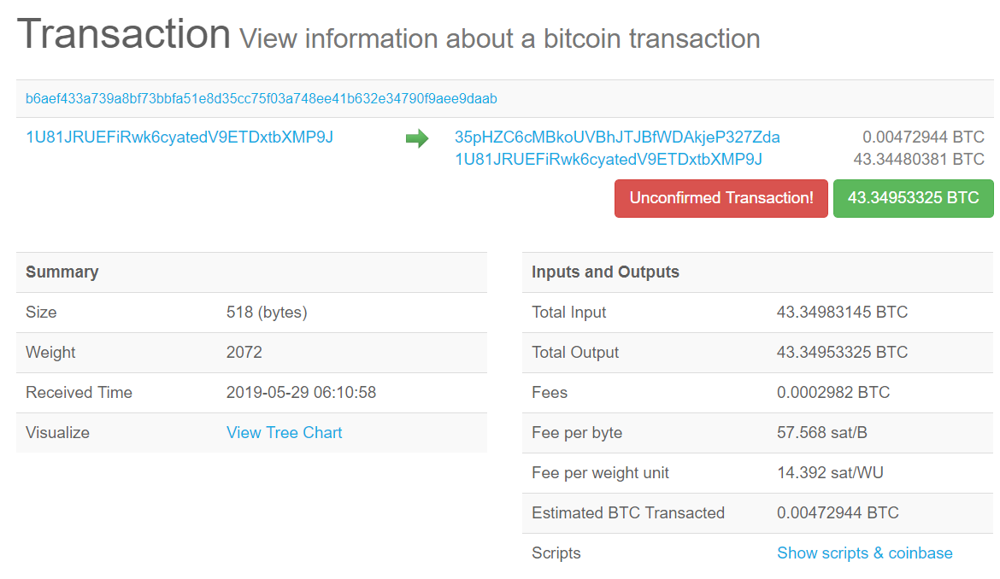 Transaction View information about a bitcoin transaction
b6aef433a739a8bf73bbfa51e8d35cc75f03a748ee41b632e34790f9aee9daab
1U81JRUEFiRwk6cyatedV9ETDxtbXMP9J 35pHZC6cMBkoUVBhJTJBfWDAkjeP327Zda 0.00472944 BTC
1U81JRUEFiRwk6cyatedV9ETDxtbXMP9J 43.34480381 BTC
Unconfirmed Transaction! 43.34953325 BTC
Summary
Size 518 (bytes)
Weight 2072
Received Time 2019-05-29 06:10:58
Visualize View Tree Chart
Inputs and Outputs
Total Input 43.34983145 BTC
Total Output 43.34953325 BTC
Fees 0.0002982 BTC
Fee per byte 57.568 sat/B
Fee per weight unit 14.392 sat/WU
Estimated BTC Transacted 0.00472944 BTC
Scripts Show scripts & coinbase